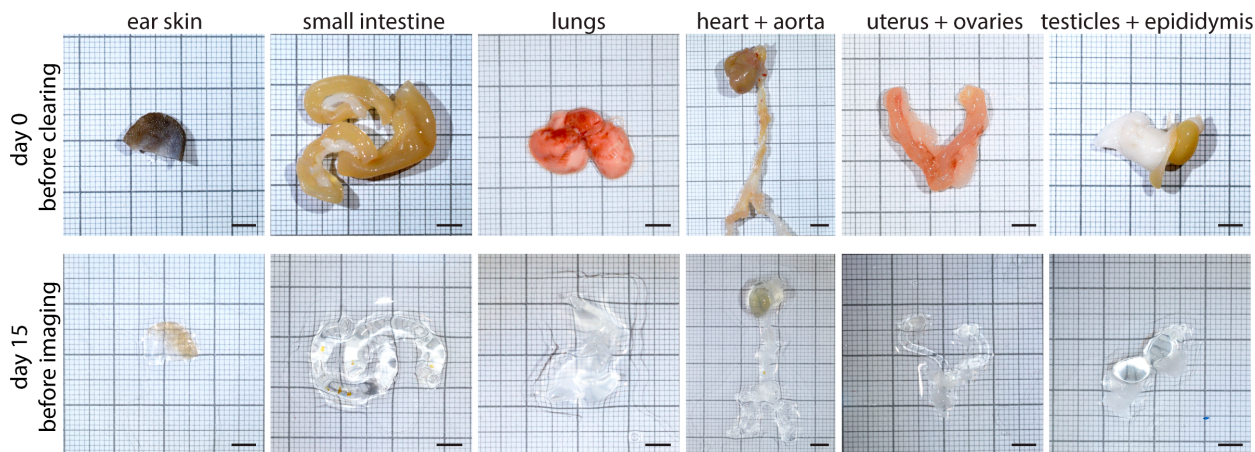 ear skin
small intestine
lungs
heart + aorta
uterus + ovaries
testicles + epididymis
day 0
before clearing
day 15
before imaging